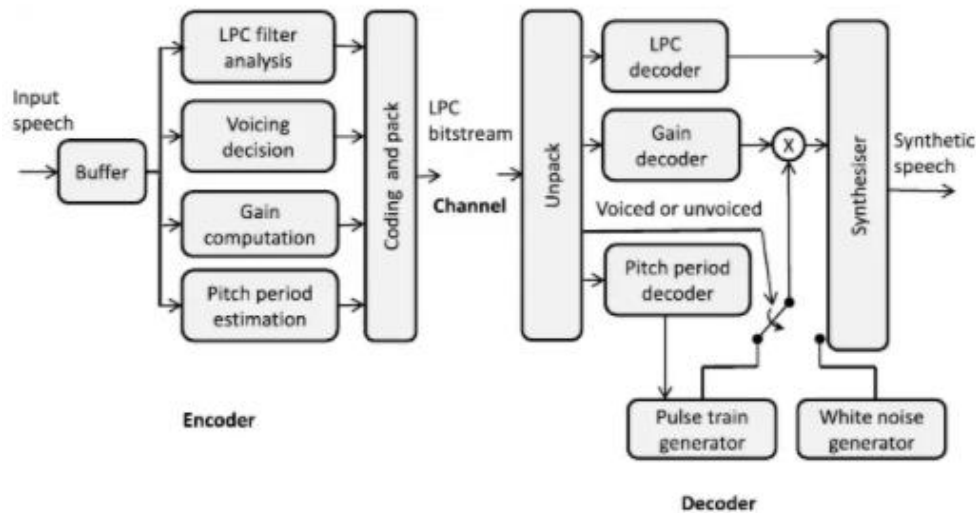 Input
speech
Buffer
LPC filter
analysis
Voicing
decision
Gain
computation
Pitch period
estimation
Coding and pack
LPC
bitstream
Channel
Encoder
Unpack
LPC
decoder
Gain
decoder
X
Voiced or unvoiced
Pitch period
decoder
Pulse train
generator
White noise
generator
Synthesiser
Synthetic
speech
Decoder